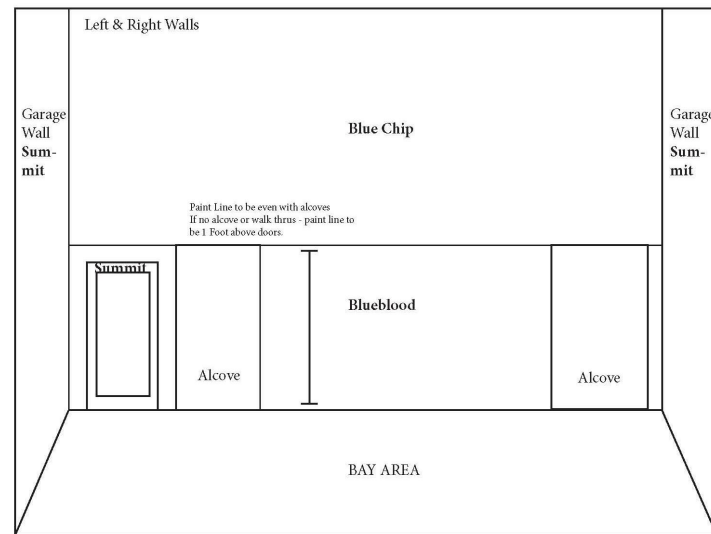 Left & Right Walls
Garage
Wall
Sum-
mit
Blue Chip
Garage
Wall
Sum-
mit
Paint Line to be even with alcoves
If no alcove or walk thrus - paint line to
be 1 Foot above doors.
Summit
Blueblood
Alcove
Alcove
BAY AREA